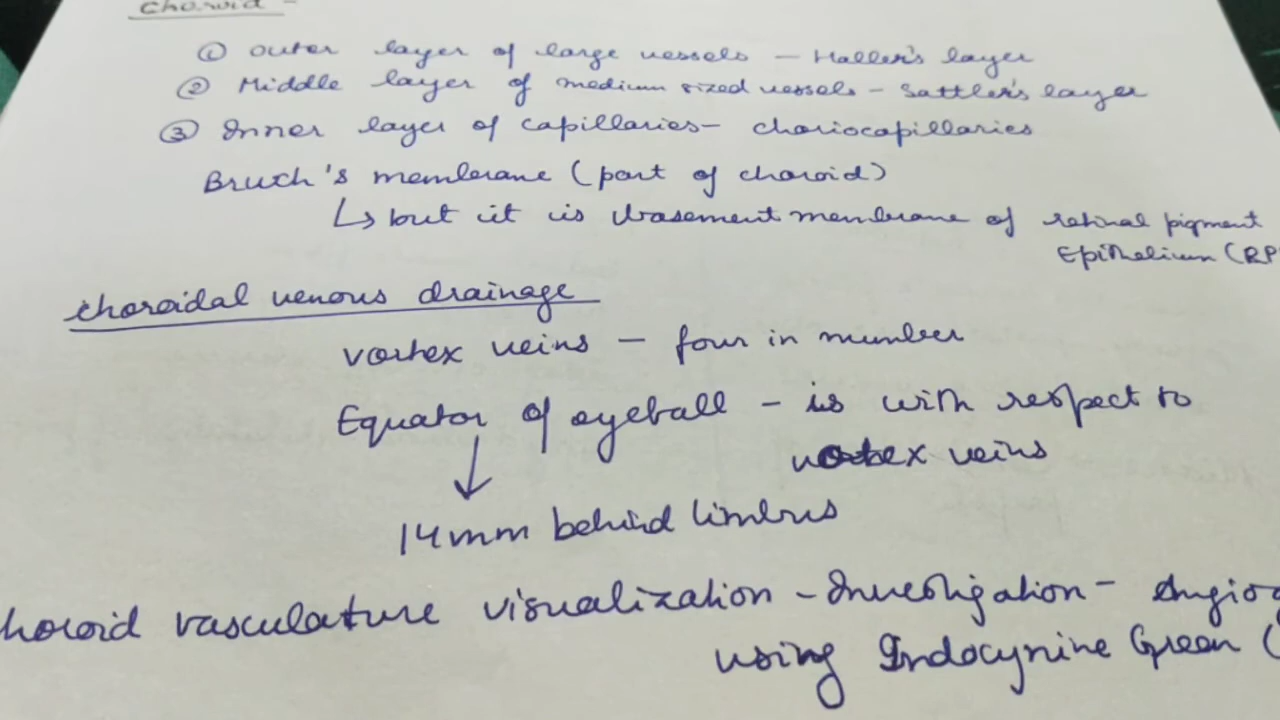 Choroid -
① Outer layer of large vessels - Haller's layer
② Middle layer of medium sized vessels - Sattler's layer
③ Inner layer of capillaries - choriocapillaries
Bruch's membrane (part of choroid)
↳ but it is basement membrane of retinal pigment
Epithelium (RP
choroidal venous drainage
vortex veins - four in number
Equator of eyeball - is with respect to
vortex veins
↓
14mm behind limbus
horoid vasculature visualization - Investigation - Angiog
using Indocynine Green (